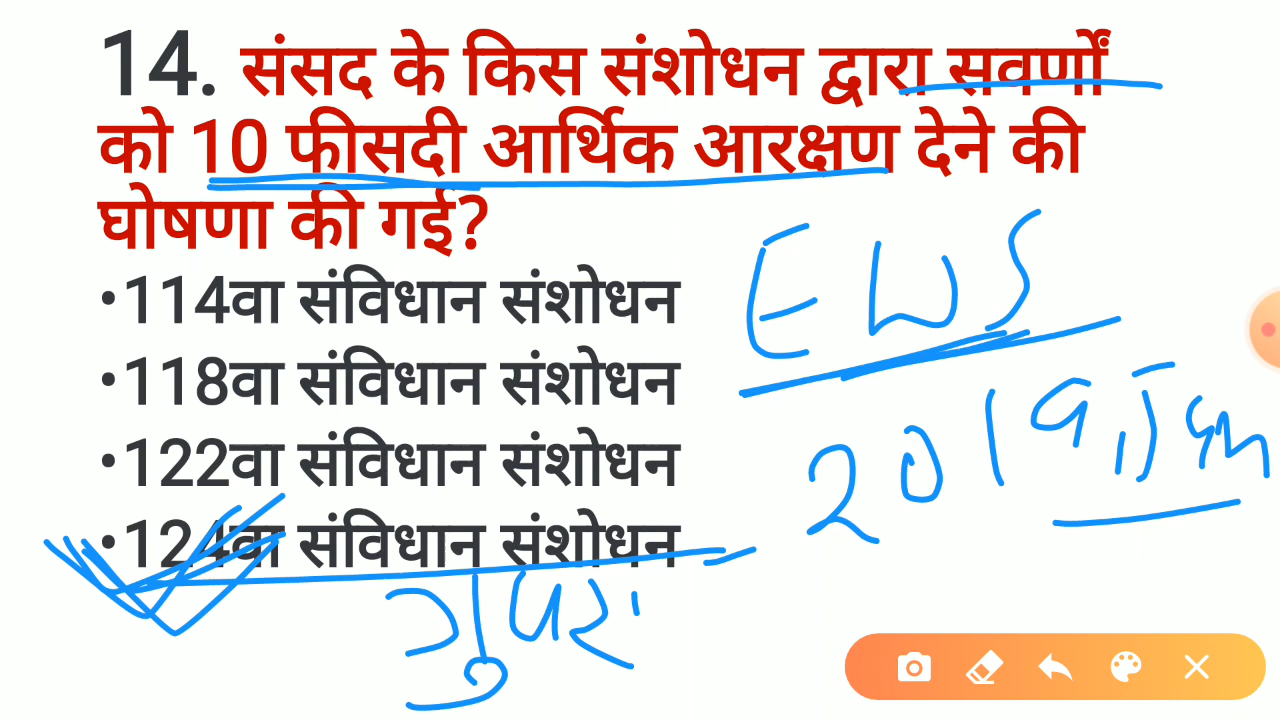 14. संसद के किस संशोधन द्वारा सवर्णों
को 10 फीसदी आर्थिक आरक्षण देने की
घोषणा की गई?
•114वा संविधान संशोधन
•118वा संविधान संशोधन
•122वा संविधान संशोधन
•124वा संविधान संशोधन
EWS
2019